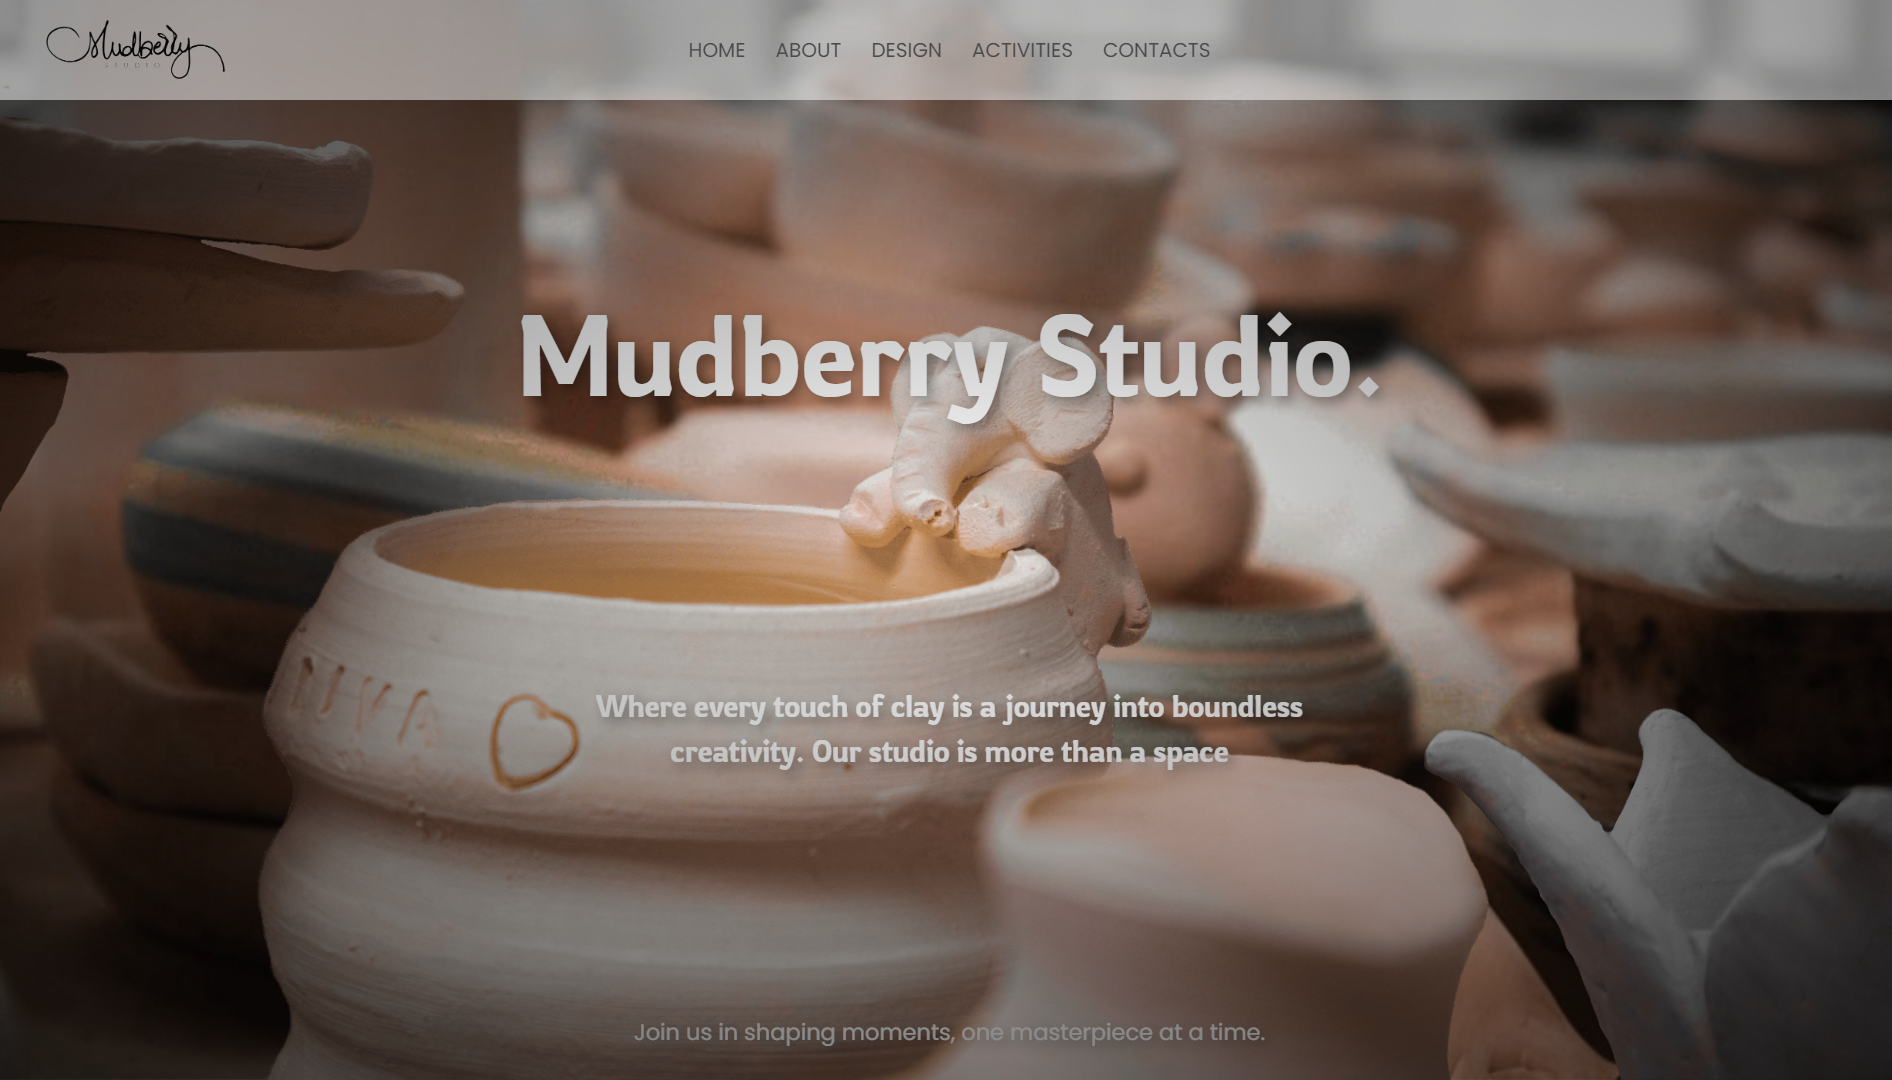 Mudberry
STUDIO
HOME ABOUT DESIGN ACTIVITIES CONTACTS
Mudberry Studio.
DIVA
Where every touch of clay is a journey into boundless
creativity. Our studio is more than a space
Join us in shaping moments, one masterpiece at a time.